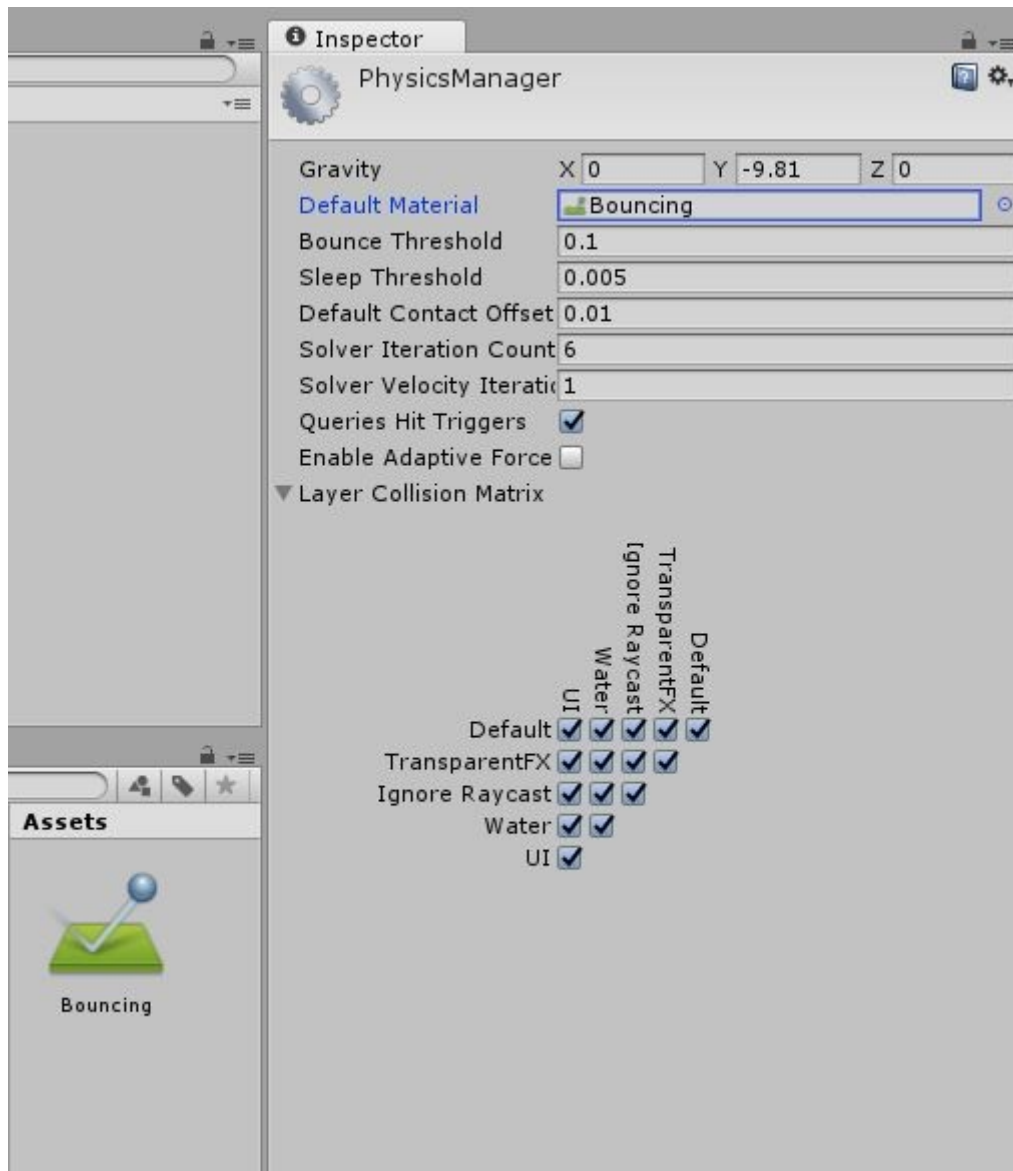 Inspector
PhysicsManager
Gravity X 0 Y -9.81 Z 0
Default Material Bouncing
Bounce Threshold 0.1
Sleep Threshold 0.005
Default Contact Offset 0.01
Solver Iteration Count 6
Solver Velocity Iteratic 1
Queries Hit Triggers
Enable Adaptive Force
Layer Collision Matrix
UI
Water
Ignore Raycast
TransparentFX
Default
Default
TransparentFX
Ignore Raycast
Water
UI
Assets
Bouncing